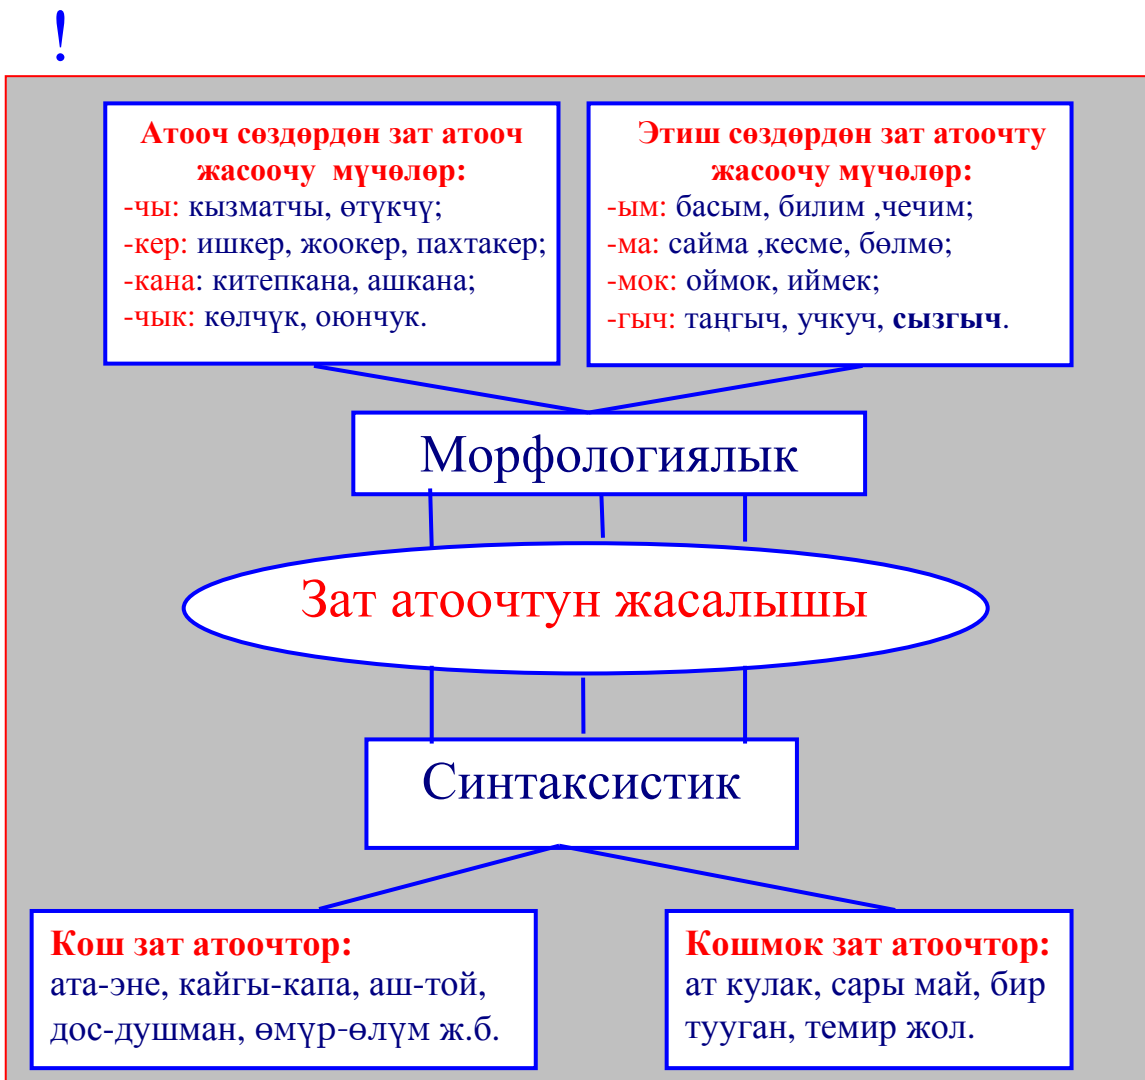 !
Атооч сөздөрдөн зат атооч
жасоочу мүчөлөр:
-чы: кызматчы, өтүкчү;
-кер: ишкер, жоокер, пахтакер;
-кана: китепкана, ашкана;
-чык: көлчүк, оюнчук.
Этиш сөздөрдөн зат атоочту
жасоочу мүчөлөр:
-ым: басым, билим ,чечим;
-ма: сайма ,кесме, бөлмө;
-мок: оймок, иймек;
-гыч: таңгыч, учкуч, сызгыч.
Морфологиялык
Зат атоочтун жасалышы
Синтаксистик
Кош зат атоочтор:
ата-эне, кайгы-капа, аш-той,
дос-душман, өмүр-өлүм ж.б.
Кошмок зат атоочтор:
ат кулак, сары май, бир
тууган, темир жол.